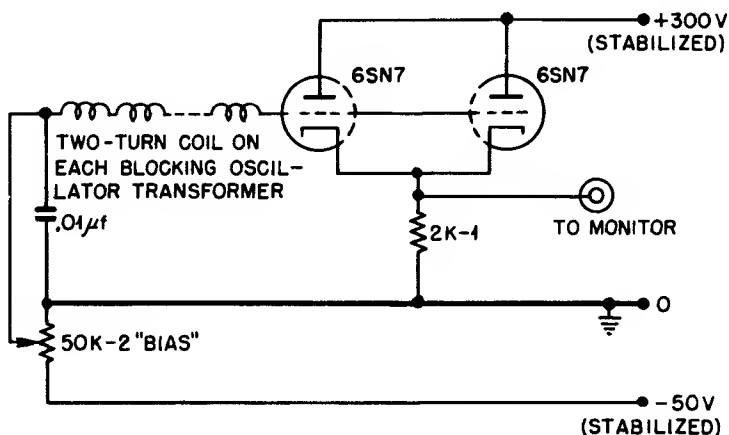 +300V
(STABILIZED)
6SN7
6SN7
TWO-TURN COIL ON
EACH BLOCKING OSCIL-
LATOR TRANSFORMER
.01μf
2K-1
TO MONITOR
0
50K-2 "BIAS"
-50V
(STABILIZED)